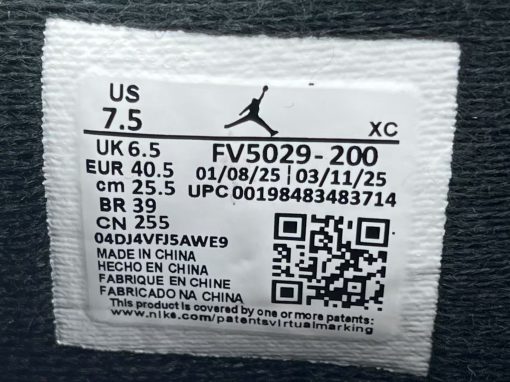 US
7.5
XC
UK 6.5
FV5029-200
EUR 40.5
01/08/25 | 03/11/25
cm 25.5
UPC 00198483483714
BR 39
CN 255
04DJ4VFJ5AWE9
MADE IN CHINA
HECHO EN CHINA
FABRIQUE EN CHINE
FABRICADO NA CHINA
This product is covered by one or more patents:
www.nike.com/patentsvirtualmarking